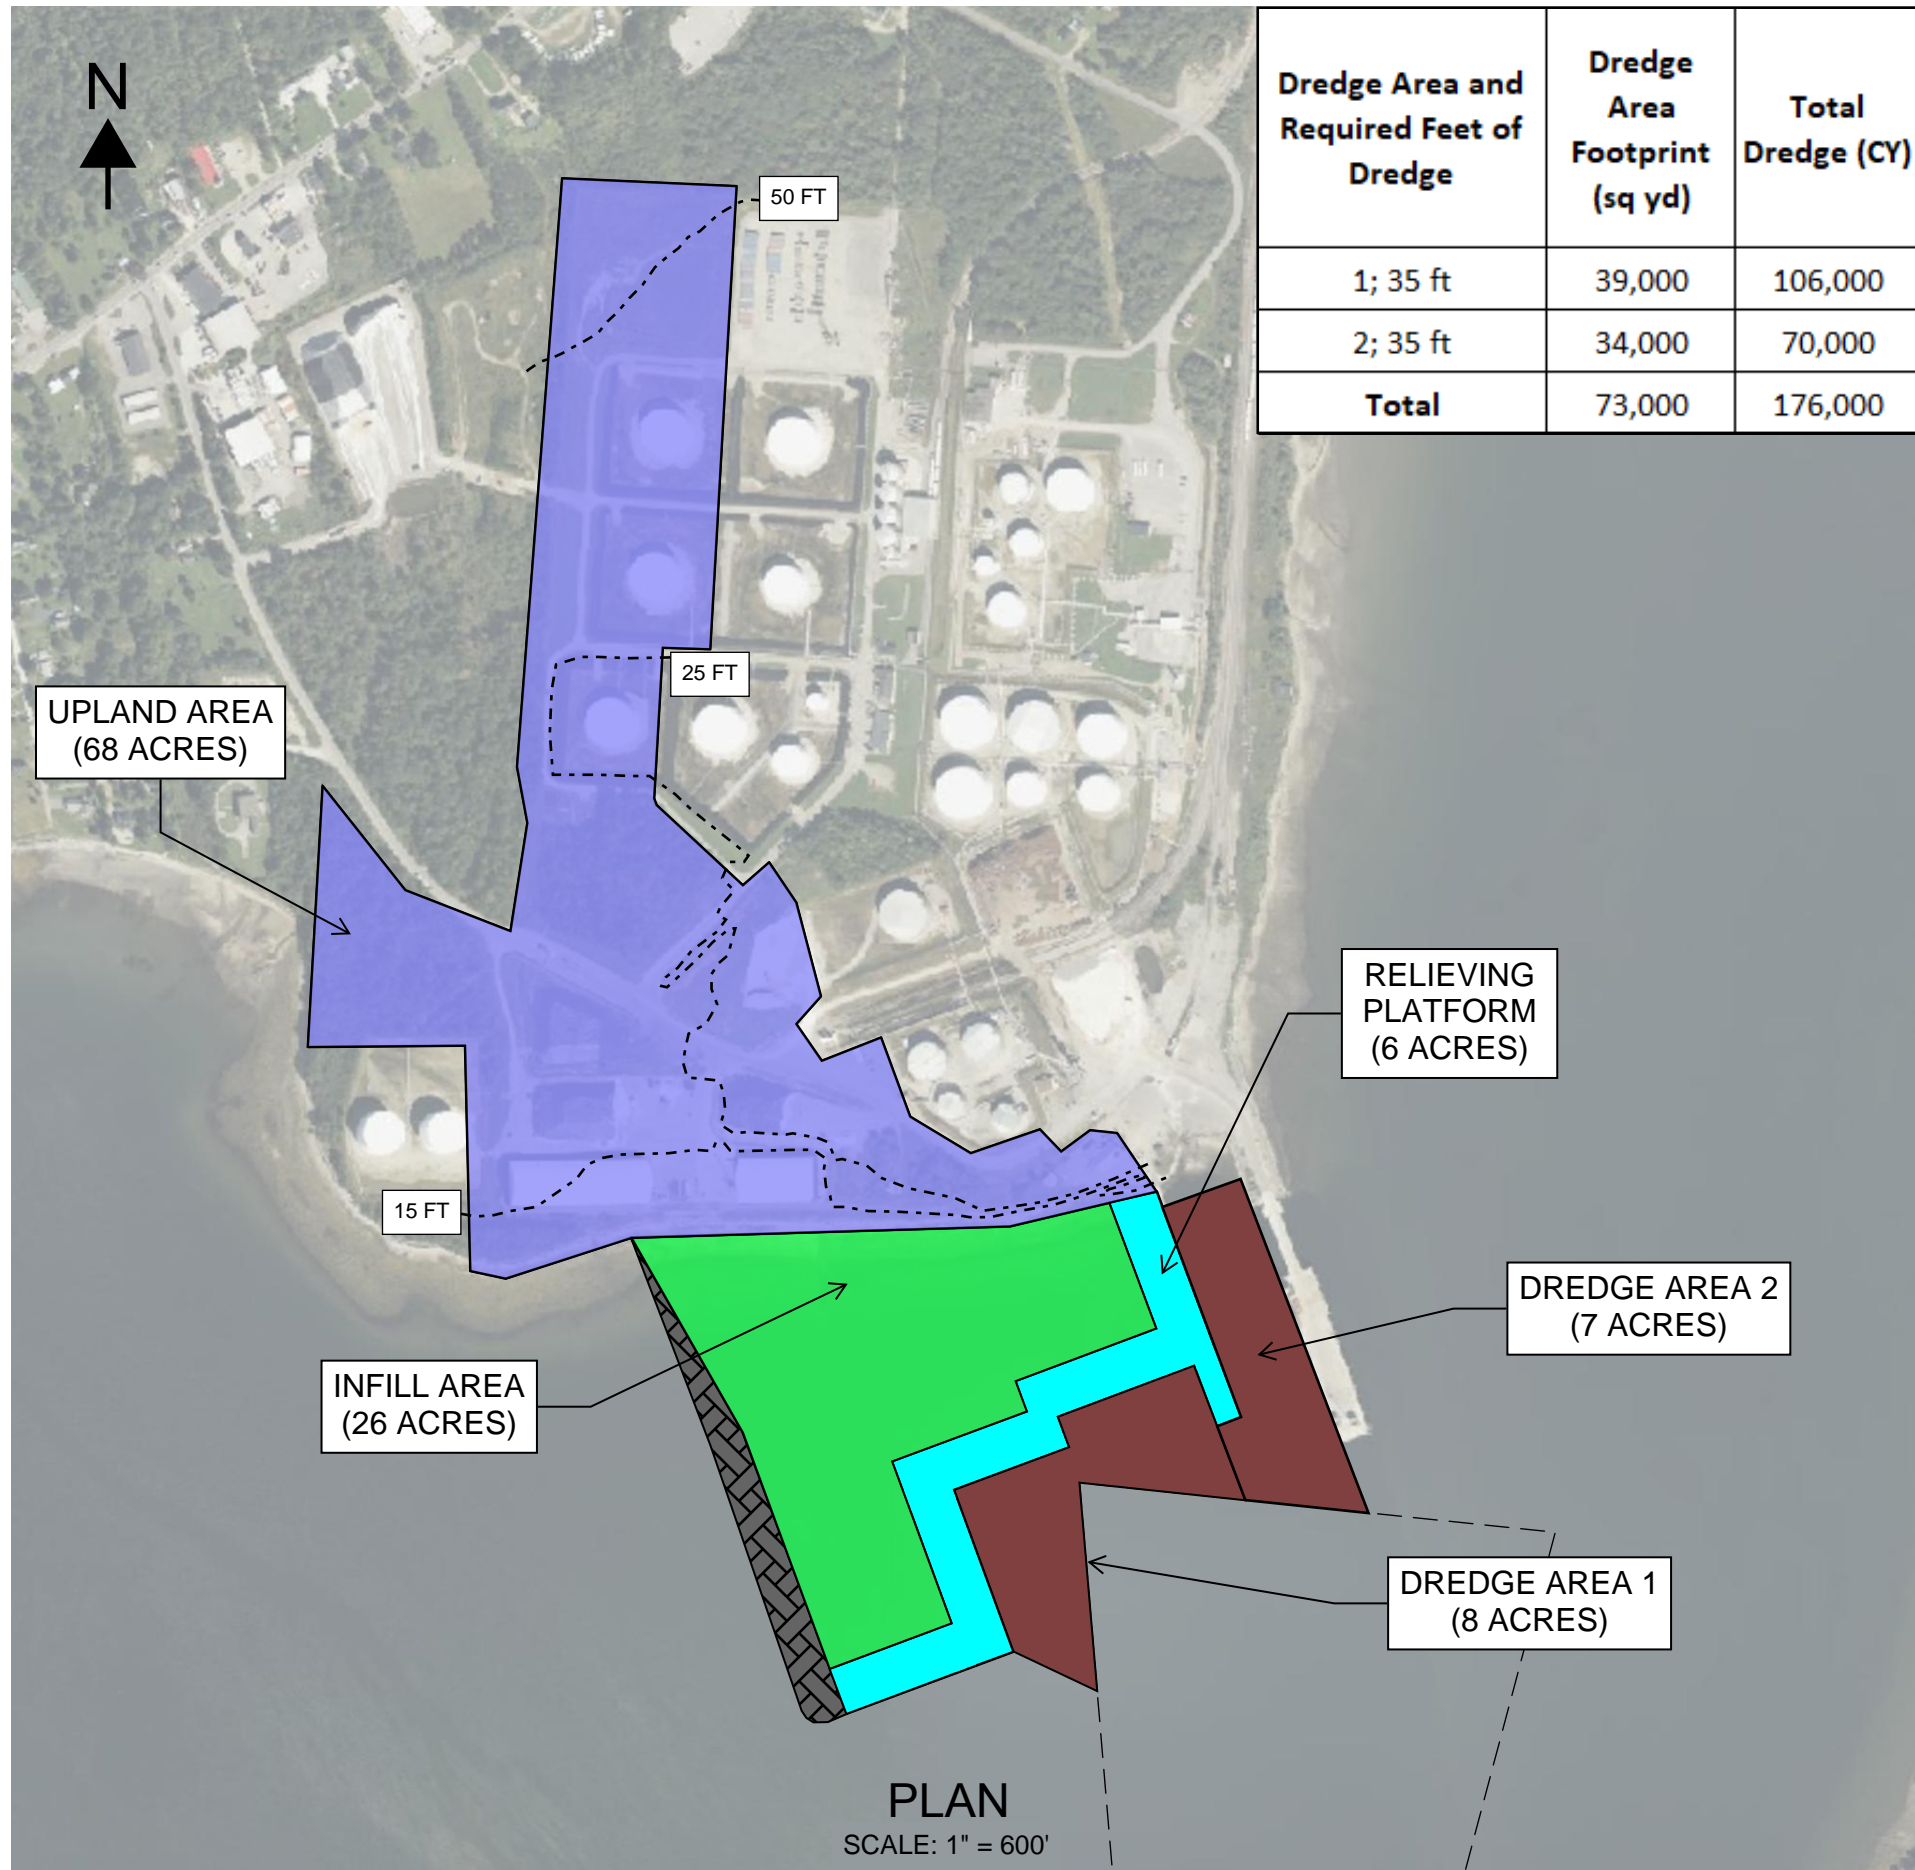 N
Dredge Area and
Required Feet of
Dredge
Dredge
Area
Footprint
(sq yd)
Total
Dredge (CY)
1; 35 ft 39,000 106,000
2; 35 ft 34,000 70,000
Total 73,000 176,000
50 FT
25 FT
UPLAND AREA
(68 ACRES)
RELIEVING
PLATFORM
(6 ACRES)
15 FT
DREDGE AREA 2
(7 ACRES)
INFILL AREA
(26 ACRES)
DREDGE AREA 1
(8 ACRES)
PLAN
SCALE: 1" = 600'